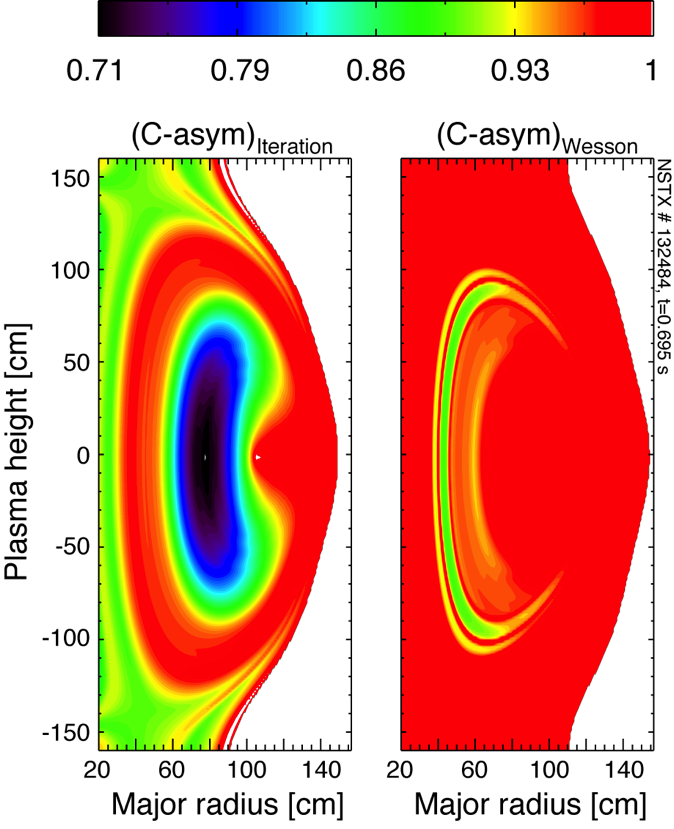 0.71 0.79 0.86 0.93 1
(C-asym)Iteration (C-asym)Wesson
NSTX # 132484, t=0.695 s
150
100
50
0
-50
-100
-150
Plasma height [cm]
20 60 100 140 20 60 100 140
Major radius [cm] Major radius [cm]